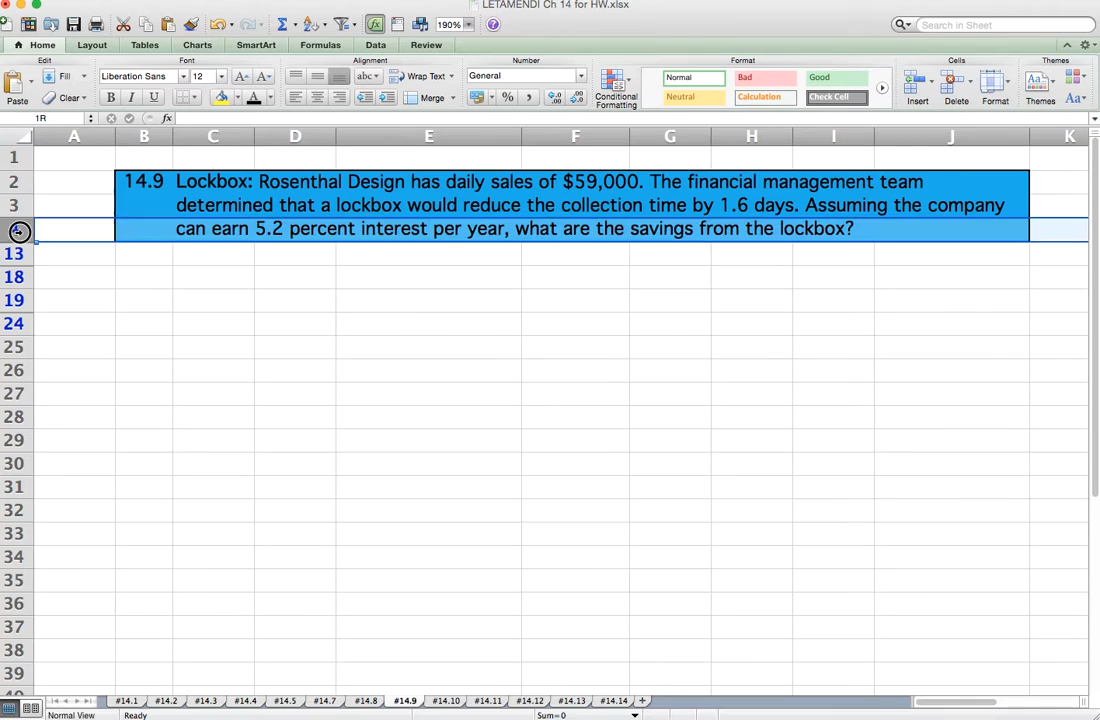 LETAMENDI Ch 14 for HW.xlsx
190%
Search in Sheet
Home Layout Tables Charts SmartArt Formulas Data Review
Edit Font Alignment Number Format Cells Themes
Fill Liberation Sans 12 abc Wrap Text General Normal Bad Good
Paste Clear B I U A Merge % , Conditional Formatting Neutral Calculation Check Cell Insert Delete Format Themes Aa
1R fx
A B C D E F G H I J K
1
2 14.9 Lockbox: Rosenthal Design has daily sales of $59,000. The financial management team
3 determined that a lockbox would reduce the collection time by 1.6 days. Assuming the company
can earn 5.2 percent interest per year, what are the savings from the lockbox?
13
18
19
24
25
26
27
28
29
30
31
32
33
34
35
36
37
38
39
#14.1 #14.2 #14.3 #14.4 #14.5 #14.7 #14.8 #14.9 #14.10 #14.11 #14.12 #14.13 #14.14 +
Normal View Ready Sum=0